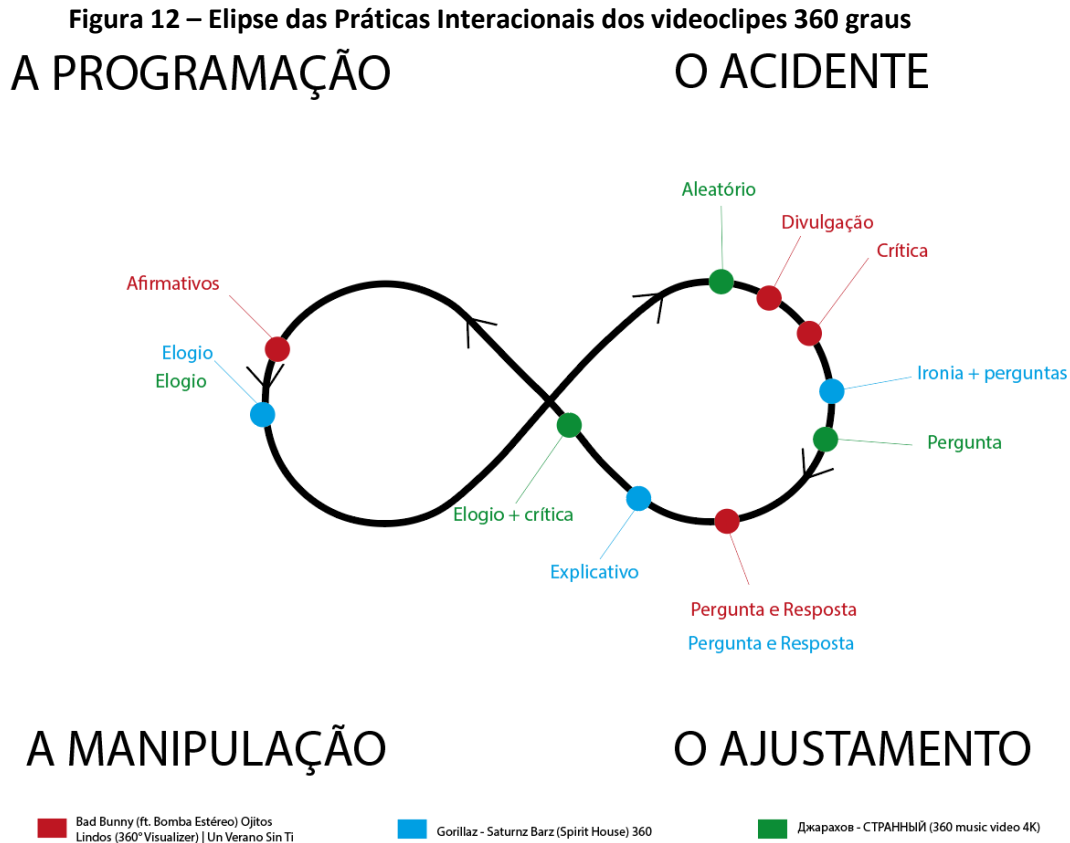 Figura 12 – Elipse das Práticas Interacionais dos videoclipes 360 graus
A PROGRAMAÇÃO
O ACIDENTE
Aleatório
Divulgação
Crítica
Afirmativos
Elogio
Elogio
Ironia + perguntas
Pergunta
Elogio + crítica
Explicativo
Pergunta e Resposta
Pergunta e Resposta
A MANIPULAÇÃO
O AJUSTAMENTO
Bad Bunny (ft. Bomba Estéreo) Ojitos
Lindos (360° Visualizer) | Un Verano Sin Ti
Gorillaz - Saturnz Barz (Spirit House) 360
Джарахов - СТРАННЫЙ (360 music video 4K)